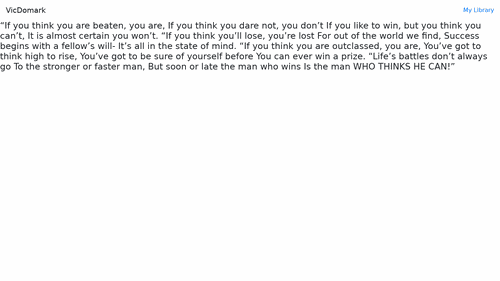 VicDomark
My Library
“If you think you are beaten, you are, If you think you dare not, you don’t If you like to win, but you think you
can’t, It is almost certain you won’t. “If you think you’ll lose, you’re lost For out of the world we find, Success
begins with a fellow’s will- It’s all in the state of mind. “If you think you are outclassed, you are, You’ve got to
think high to rise, You’ve got to be sure of yourself before You can ever win a prize. “Life’s battles don’t always
go To the stronger or faster man, But soon or late the man who wins Is the man WHO THINKS HE CAN!”